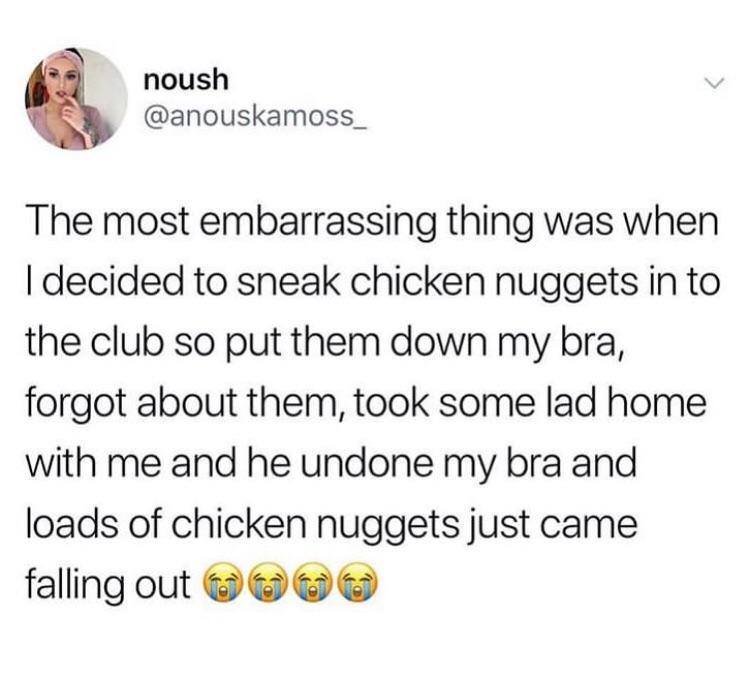 noush
@anouskamoss_
The most embarrassing thing was when
I decided to sneak chicken nuggets in to
the club so put them down my bra,
forgot about them, took some lad home
with me and he undone my bra and
loads of chicken nuggets just came
falling out 😭😭😭😭